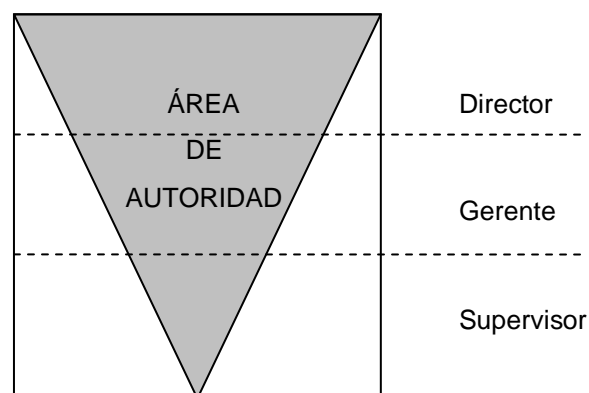 ÁREA
DE
AUTORIDAD
Director
Gerente
Supervisor